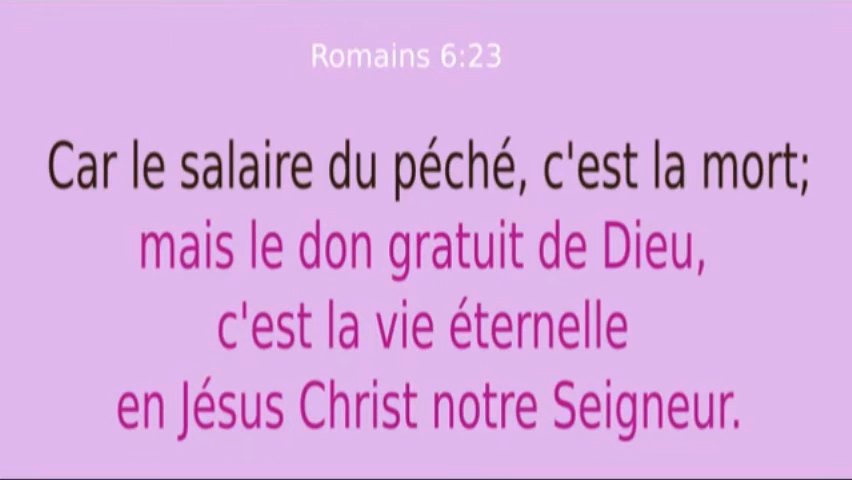 Romains 6:23
Car le salaire du péché, c'est la mort;
mais le don gratuit de Dieu,
c'est la vie éternelle
en Jésus Christ notre Seigneur.